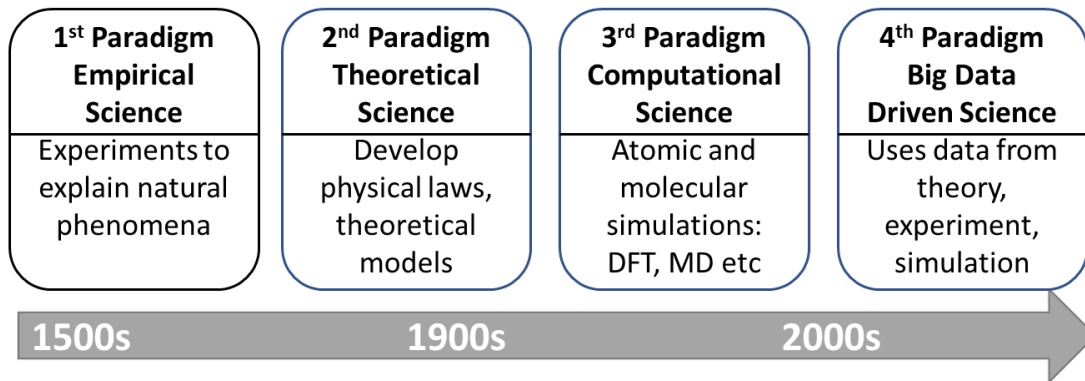 1st Paradigm
Empirical
Science
Experiments to
explain natural
phenomena
2nd Paradigm
Theoretical
Science
Develop
physical laws,
theoretical
models
3rd Paradigm
Computational
Science
Atomic and
molecular
simulations:
DFT, MD etc
4th Paradigm
Big Data
Driven Science
Uses data from
theory,
experiment,
simulation
1500s
1900s
2000s